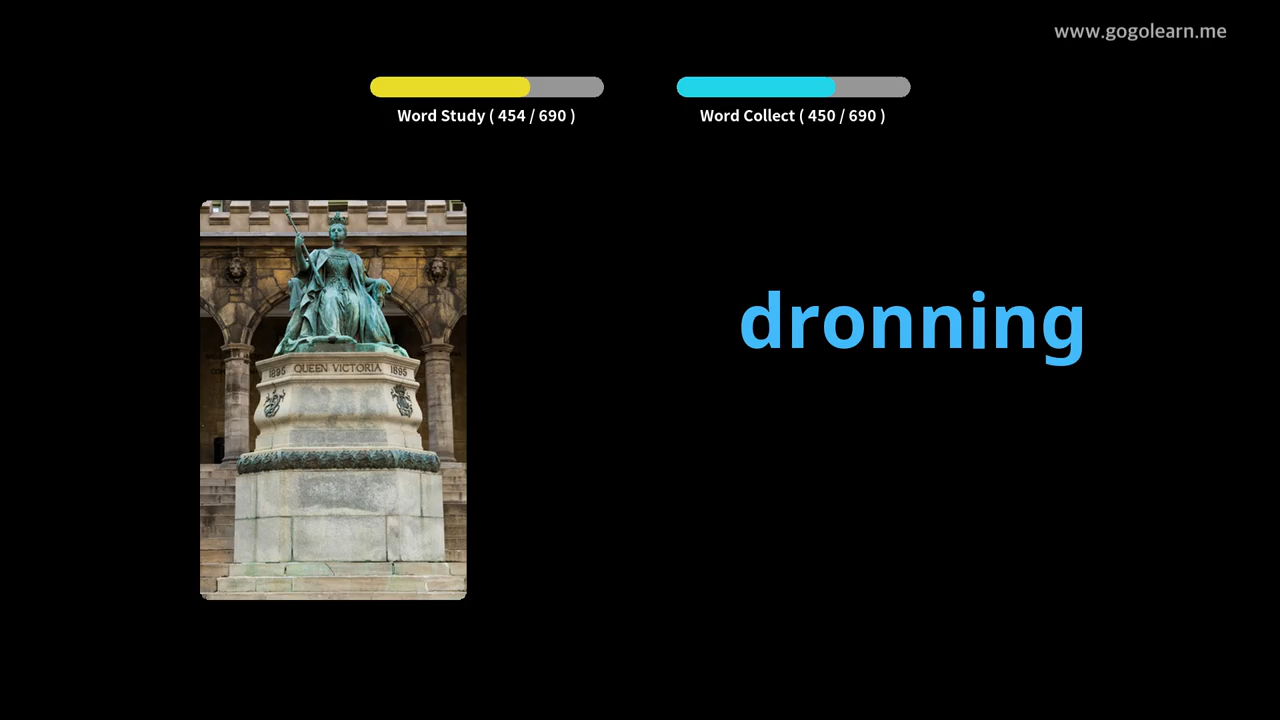 www.gogolearn.me
Word Study ( 454 / 690 )
Word Collect ( 450 / 690 )
dronning
1895 QUEEN VICTORIA 1895